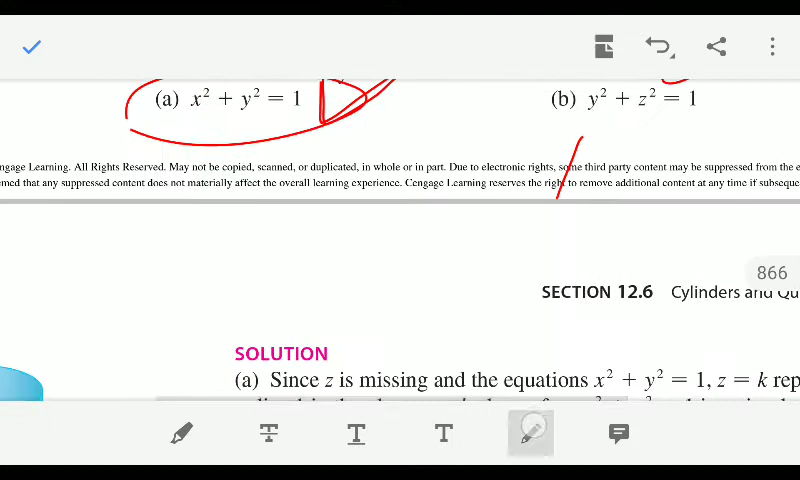 (a) x² + y² = 1
(b) y² + z² = 1
ngage Learning. All Rights Reserved. May not be copied, scanned, or duplicated, in whole or in part. Due to electronic rights, some third party content may be suppressed from the e
emed that any suppressed content does not materially affect the overall learning experience. Cengage Learning reserves the right to remove additional content at any time if subseque
866
SECTION 12.6 Cylinders and Qu
SOLUTION
(a) Since z is missing and the equations x² + y² = 1, z = k rep
T
T
T